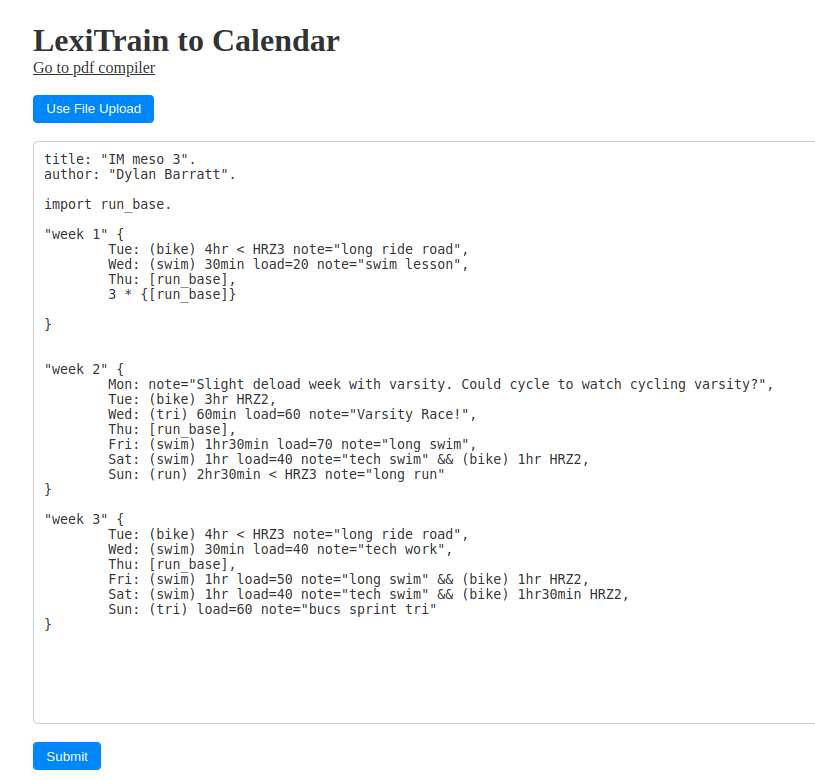 LexiTrain to Calendar
Go to pdf compiler
Use File Upload
title: "IM meso 3".
author: "Dylan Barratt".
import run_base.
"week 1" {
Tue: (bike) 4hr < HRZ3 note="long ride road",
Wed: (swim) 30min load=20 note="swim lesson",
Thu: [run_base],
3 * {[run_base]}
}
"week 2" {
Mon: note="Slight deload week with varsity. Could cycle to watch cycling varsity?",
Tue: (bike) 3hr HRZ2,
Wed: (tri) 60min load=60 note="Varsity Race!",
Thu: [run_base],
Fri: (swim) 1hr30min load=70 note="long swim",
Sat: (swim) 1hr load=40 note="tech swim" && (bike) 1hr HRZ2,
Sun: (run) 2hr30min < HRZ3 note="long run"
}
"week 3" {
Tue: (bike) 4hr < HRZ3 note="long ride road",
Wed: (swim) 30min load=40 note="tech work",
Thu: [run_base],
Fri: (swim) 1hr load=50 note="long swim" && (bike) 1hr HRZ2,
Sat: (swim) 1hr load=40 note="tech swim" && (bike) 1hr30min HRZ2,
Sun: (tri) load=60 note="bucs sprint tri"
}
Submit